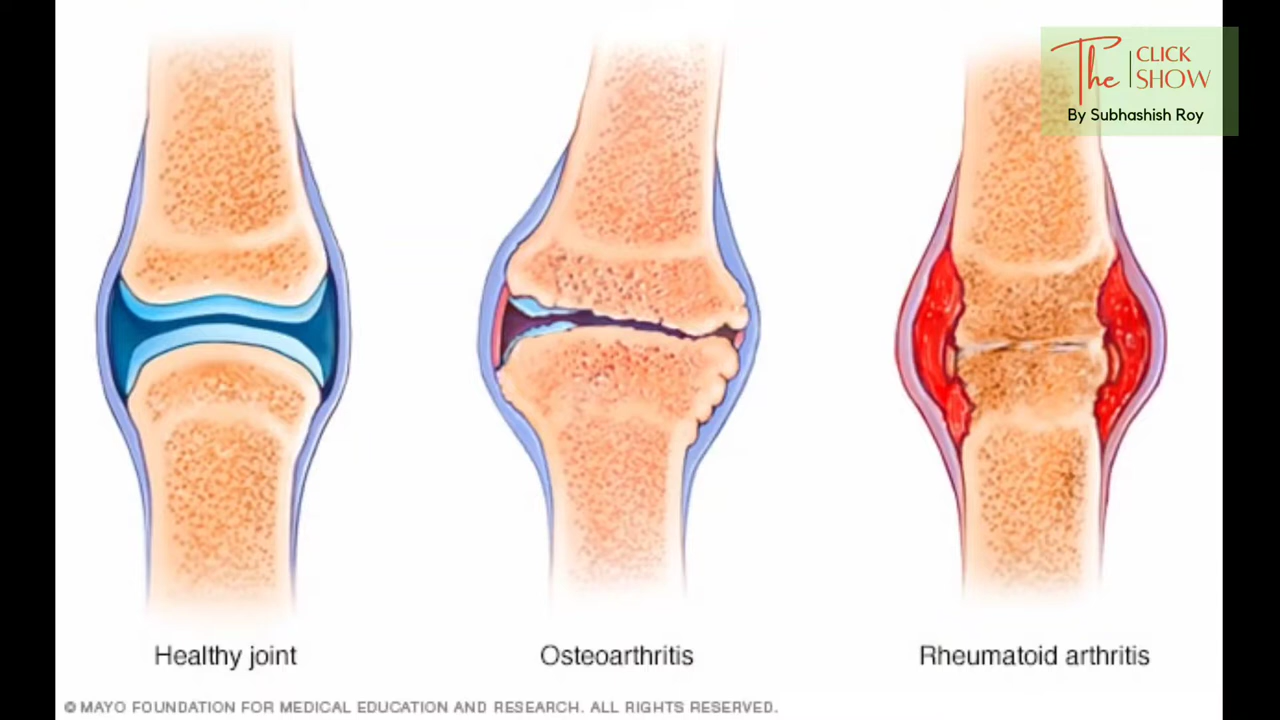 The CLICK
SHOW
By Subhashish Roy
Healthy joint
Osteoarthritis
Rheumatoid arthritis
© MAYO FOUNDATION FOR MEDICAL EDUCATION AND RESEARCH. ALL RIGHTS RESERVED.